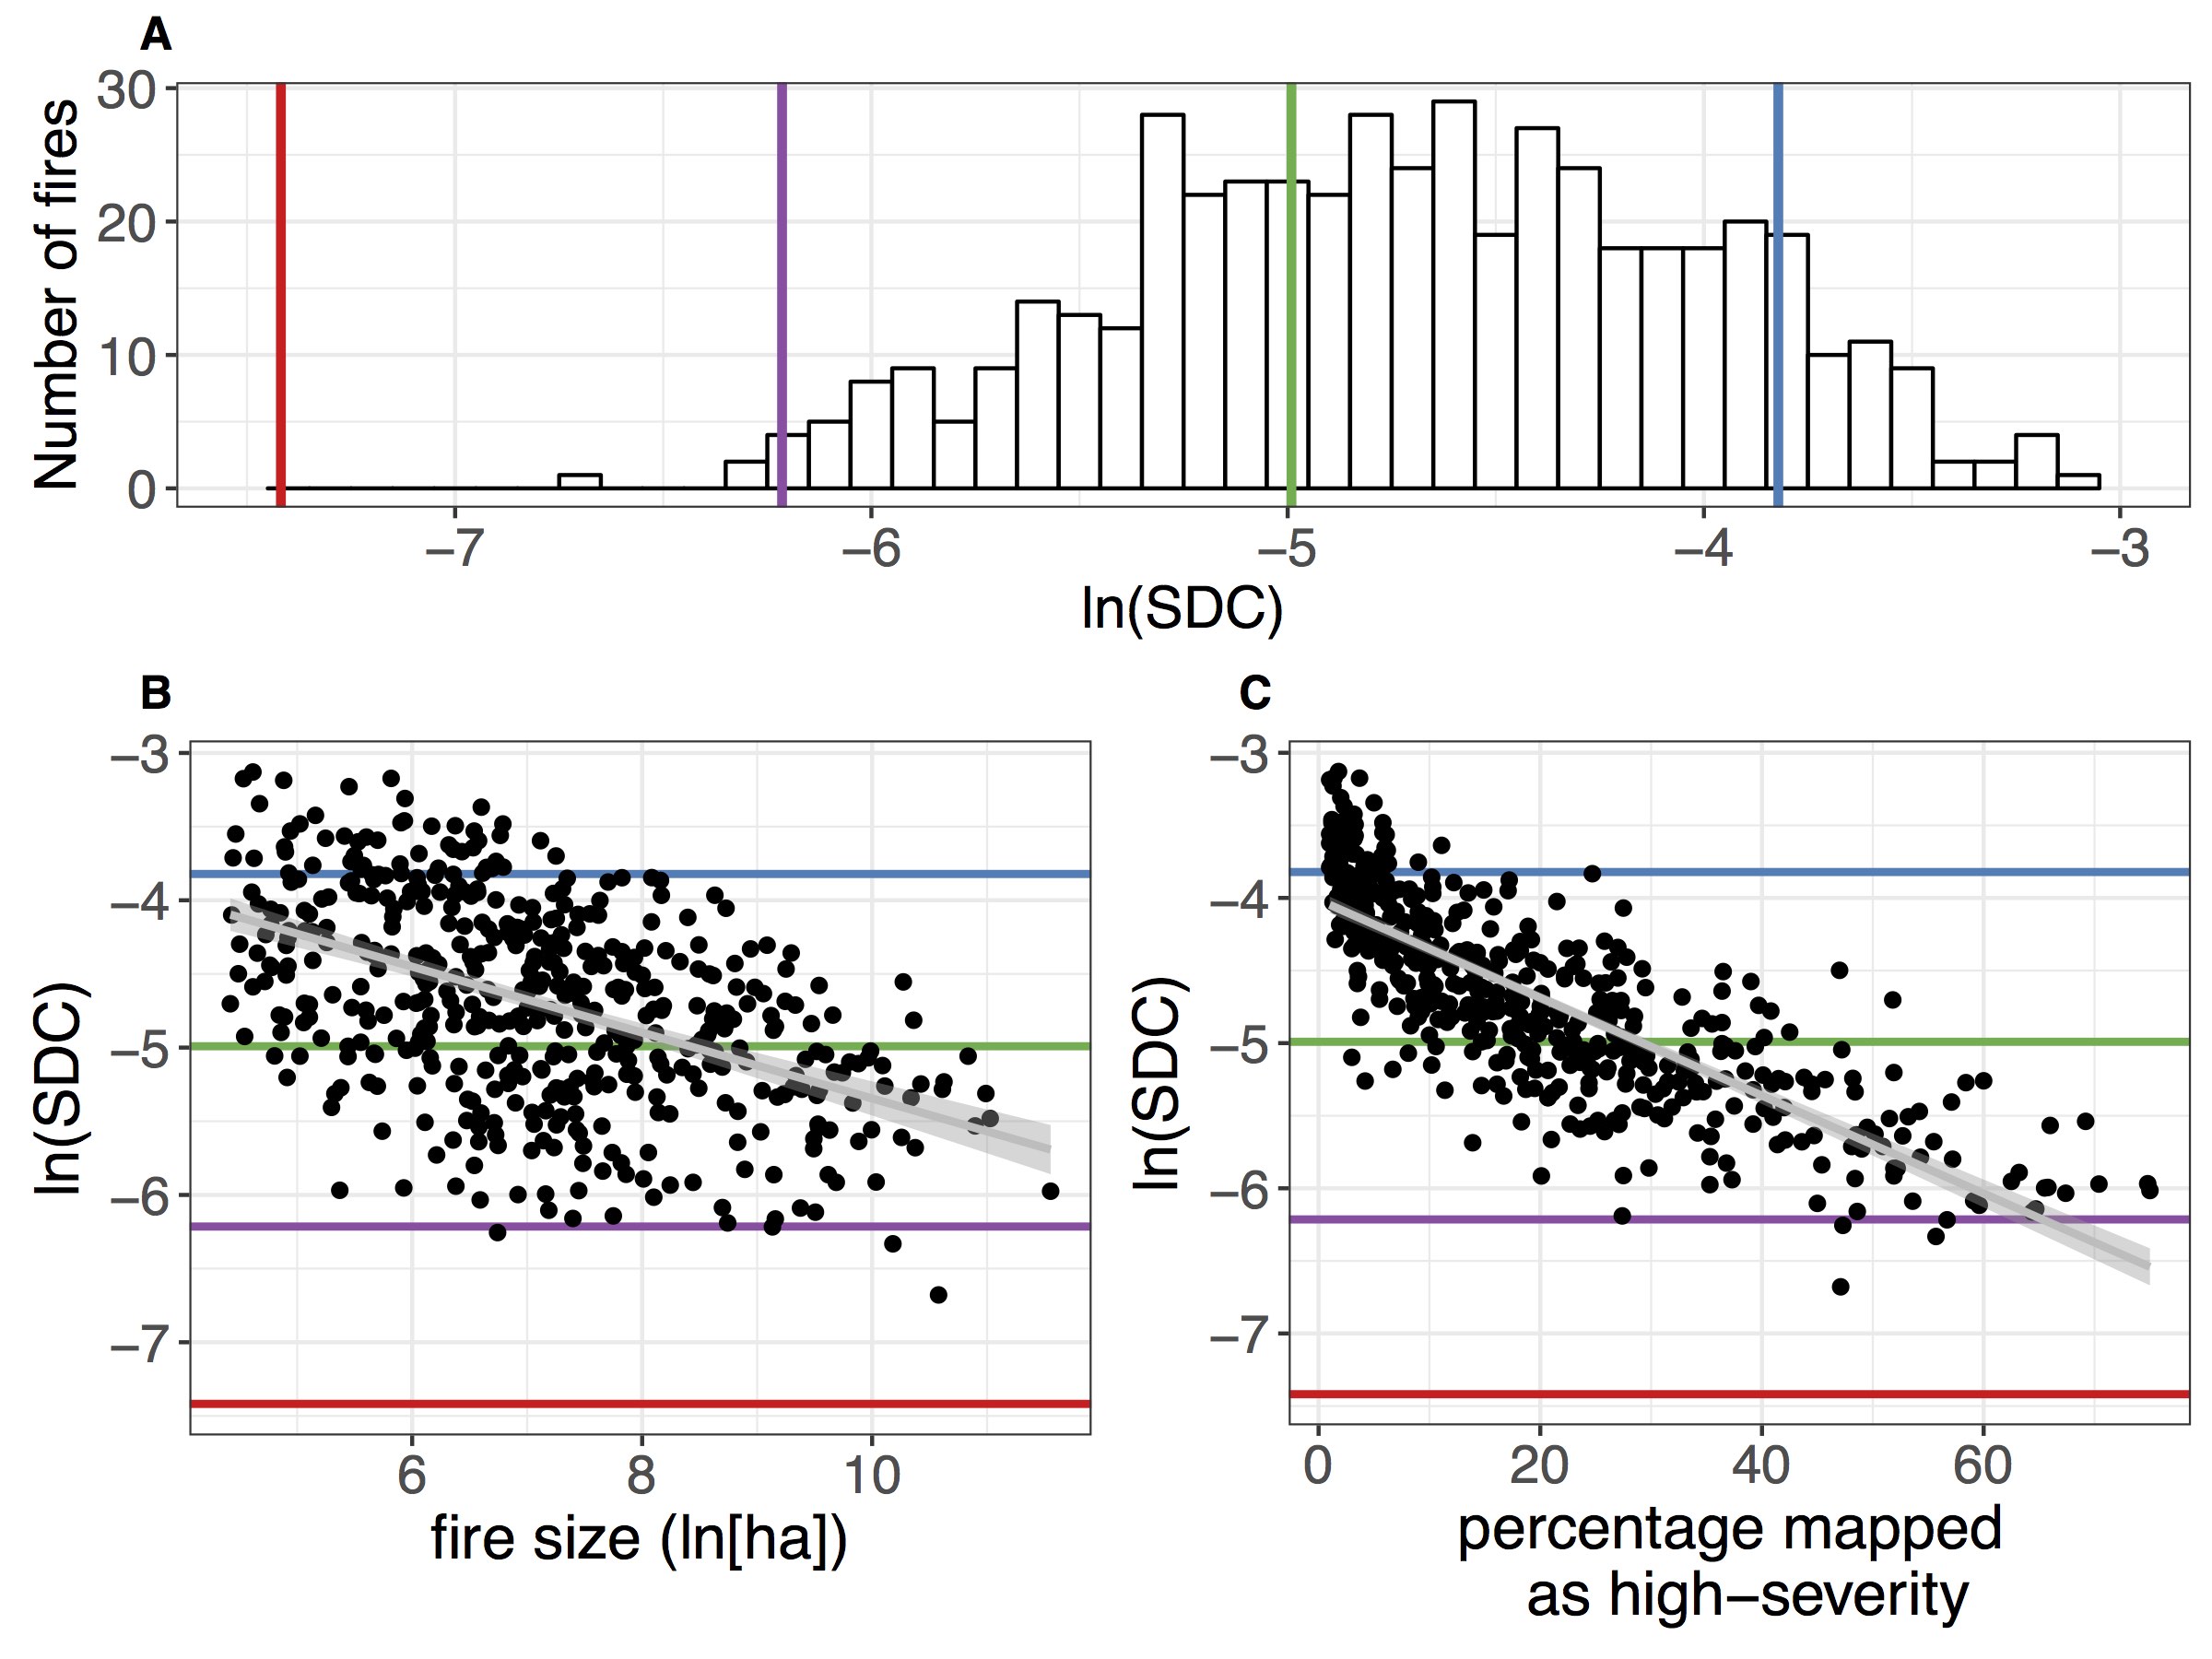 A
Number of fires
30
20
10
0
−7 −6 −5 −4 −3
ln(SDC)
B
ln(SDC)
−3
−4
−5
−6
−7
6 8 10
fire size (ln[ha])
C
ln(SDC)
−3
−4
−5
−6
−7
0 20 40 60
percentage mapped
as high−severity